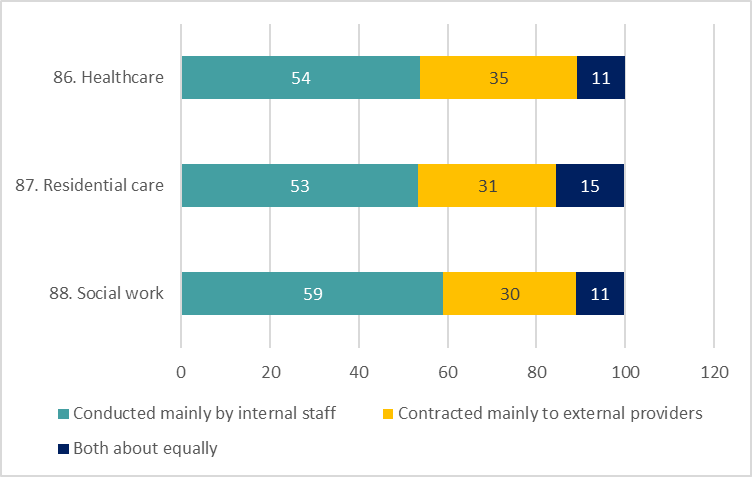 86. Healthcare 54 35 11
87. Residential care 53 31 15
88. Social work 59 30 11
0 20 40 60 80 100 120
Conducted mainly by internal staff Contracted mainly to external providers
Both about equally